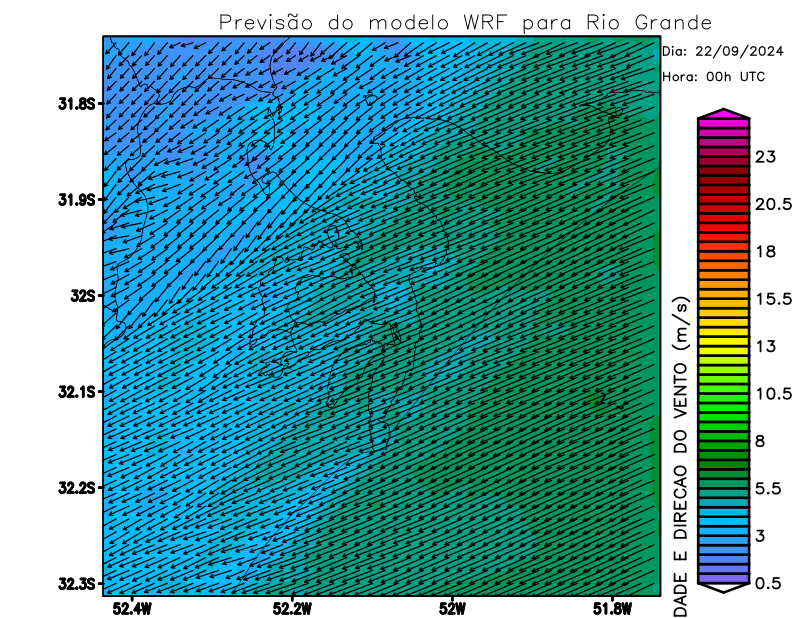 Previsão do modelo WRF para Rio Grande
Dia: 22/09/2024
Hora: 00h UTC
31.8S
31.9S
32S
32.1S
32.2S
32.3S
52.4W
52.2W
52W
51.8W
23
20.5
18
15.5
13
10.5
8
5.5
3
0.5
DADE E DIRECAO DO VENTO (m/s)